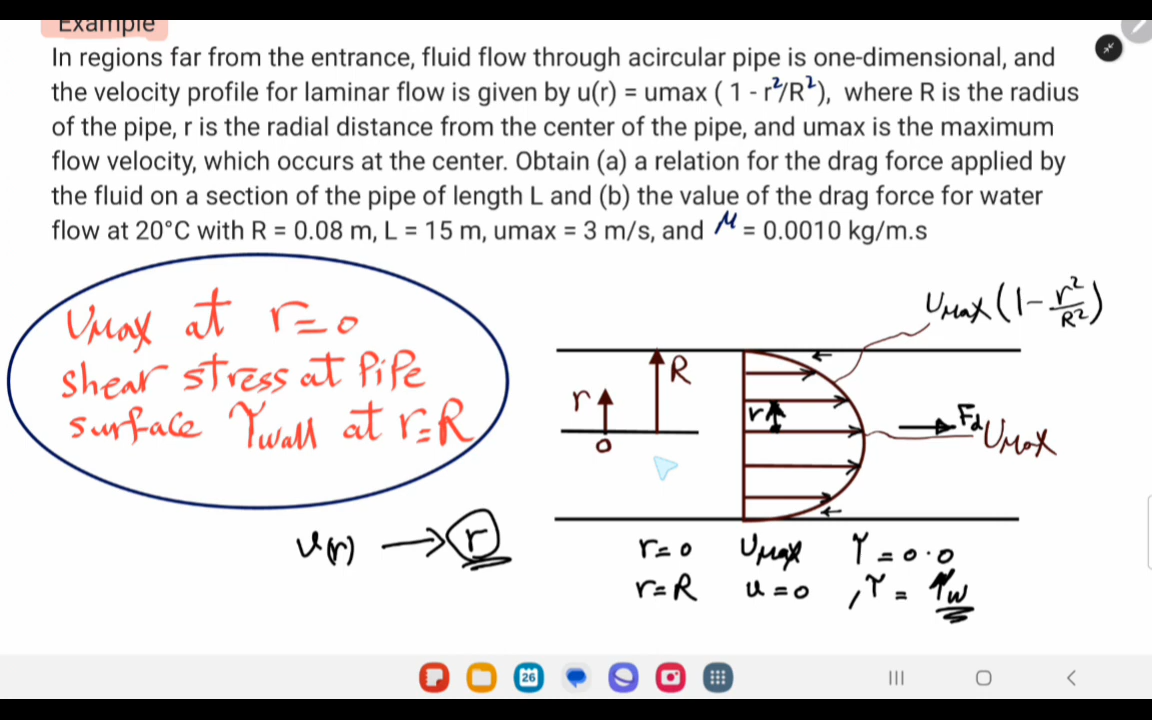 Example
In regions far from the entrance, fluid flow through acircular pipe is one-dimensional, and
the velocity profile for laminar flow is given by u(r) = umax ( 1 - r²/R²), where R is the radius
of the pipe, r is the radial distance from the center of the pipe, and umax is the maximum
flow velocity, which occurs at the center. Obtain (a) a relation for the drag force applied by
the fluid on a section of the pipe of length L and (b) the value of the drag force for water
flow at 20°C with R = 0.08 m, L = 15 m, umax = 3 m/s, and μ = 0.0010 kg/m.s
UMax at r=0
shear stress at PiPe
surface τwall at r=R
UMax (1-r²/R²)
R
r
0
r
Fd
UMax
u(r) → r
r=0 UMax τ = 0.0
r=R u=0 , τ = τw
26